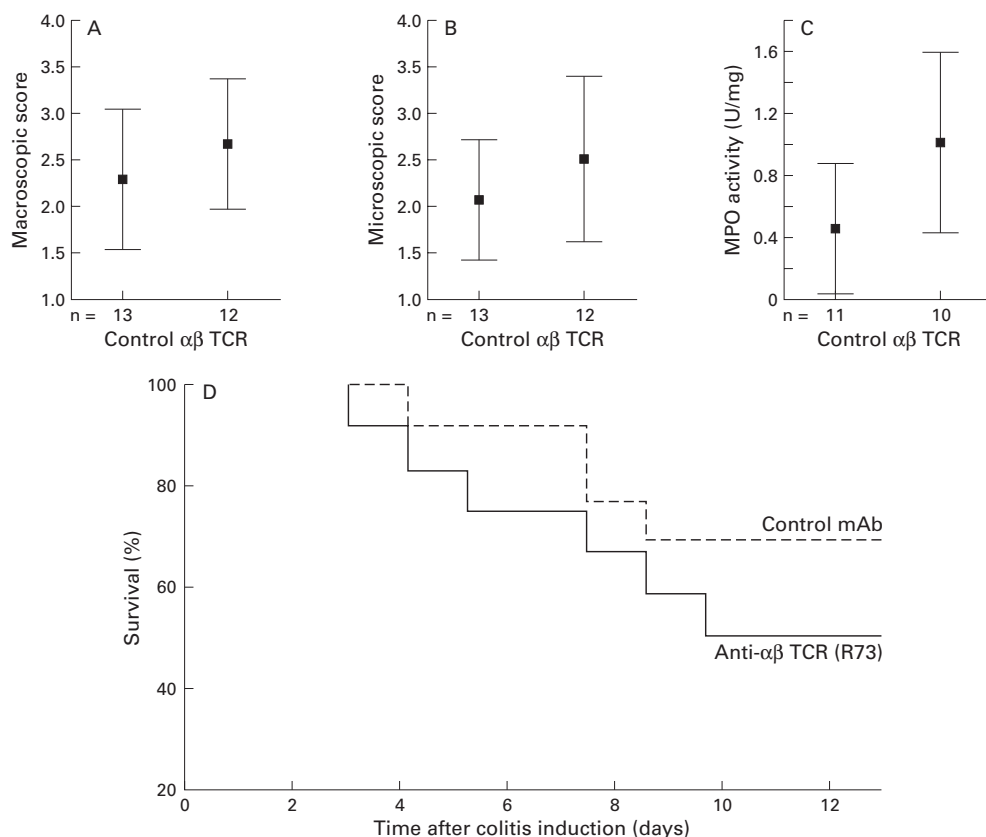 A
Macroscopic score
4.0
3.5
3.0
2.5
2.0
1.5
1.0
n = 13 12
Control αβ TCR
B
Microscopic score
4.0
3.5
3.0
2.5
2.0
1.5
1.0
n = 13 12
Control αβ TCR
C
MPO activity (U/mg)
1.6
1.2
0.8
0.4
0
n = 11 10
Control αβ TCR
D
Survival (%)
100
80
60
40
20
Control mAb
Anti-αβ TCR (R73)
0 2 4 6 8 10 12
Time after colitis induction (days)